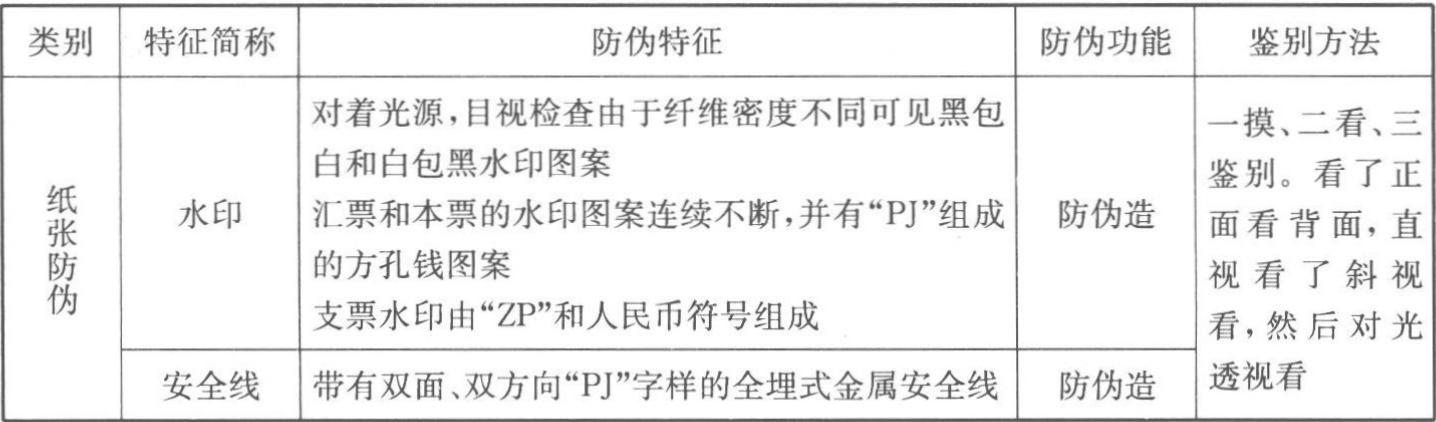 类别 特征简称 防伪特征 防伪功能 鉴别方法
纸张防伪
水印
对着光源,目视检查由于纤维密度不同可见黑包
白和白包黑水印图案
汇票和本票的水印图案连续不断,并有“PJ”组成
的方孔钱图案
支票水印由“ZP”和人民币符号组成
防伪造
一摸、二看、三
鉴别。看了正
面看背面,直
视看了斜视
看,然后对光
透视看
安全线 带有双面、双方向“PJ”字样的全埋式金属安全线 防伪造